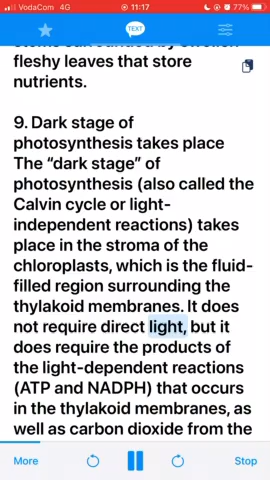 VodaCom 4G 11:17 77%
TEXT
fleshy leaves that store
nutrients.
9. Dark stage of
photosynthesis takes place
The “dark stage” of
photosynthesis (also called the
Calvin cycle or light-
independent reactions) takes
place in the stroma of the
chloroplasts, which is the fluid-
filled region surrounding the
thylakoid membranes. It does
not require direct light, but it
does require the products of
the light-dependent reactions
(ATP and NADPH) that occurs
in the thylakoid membranes, as
well as carbon dioxide from the
More Stop